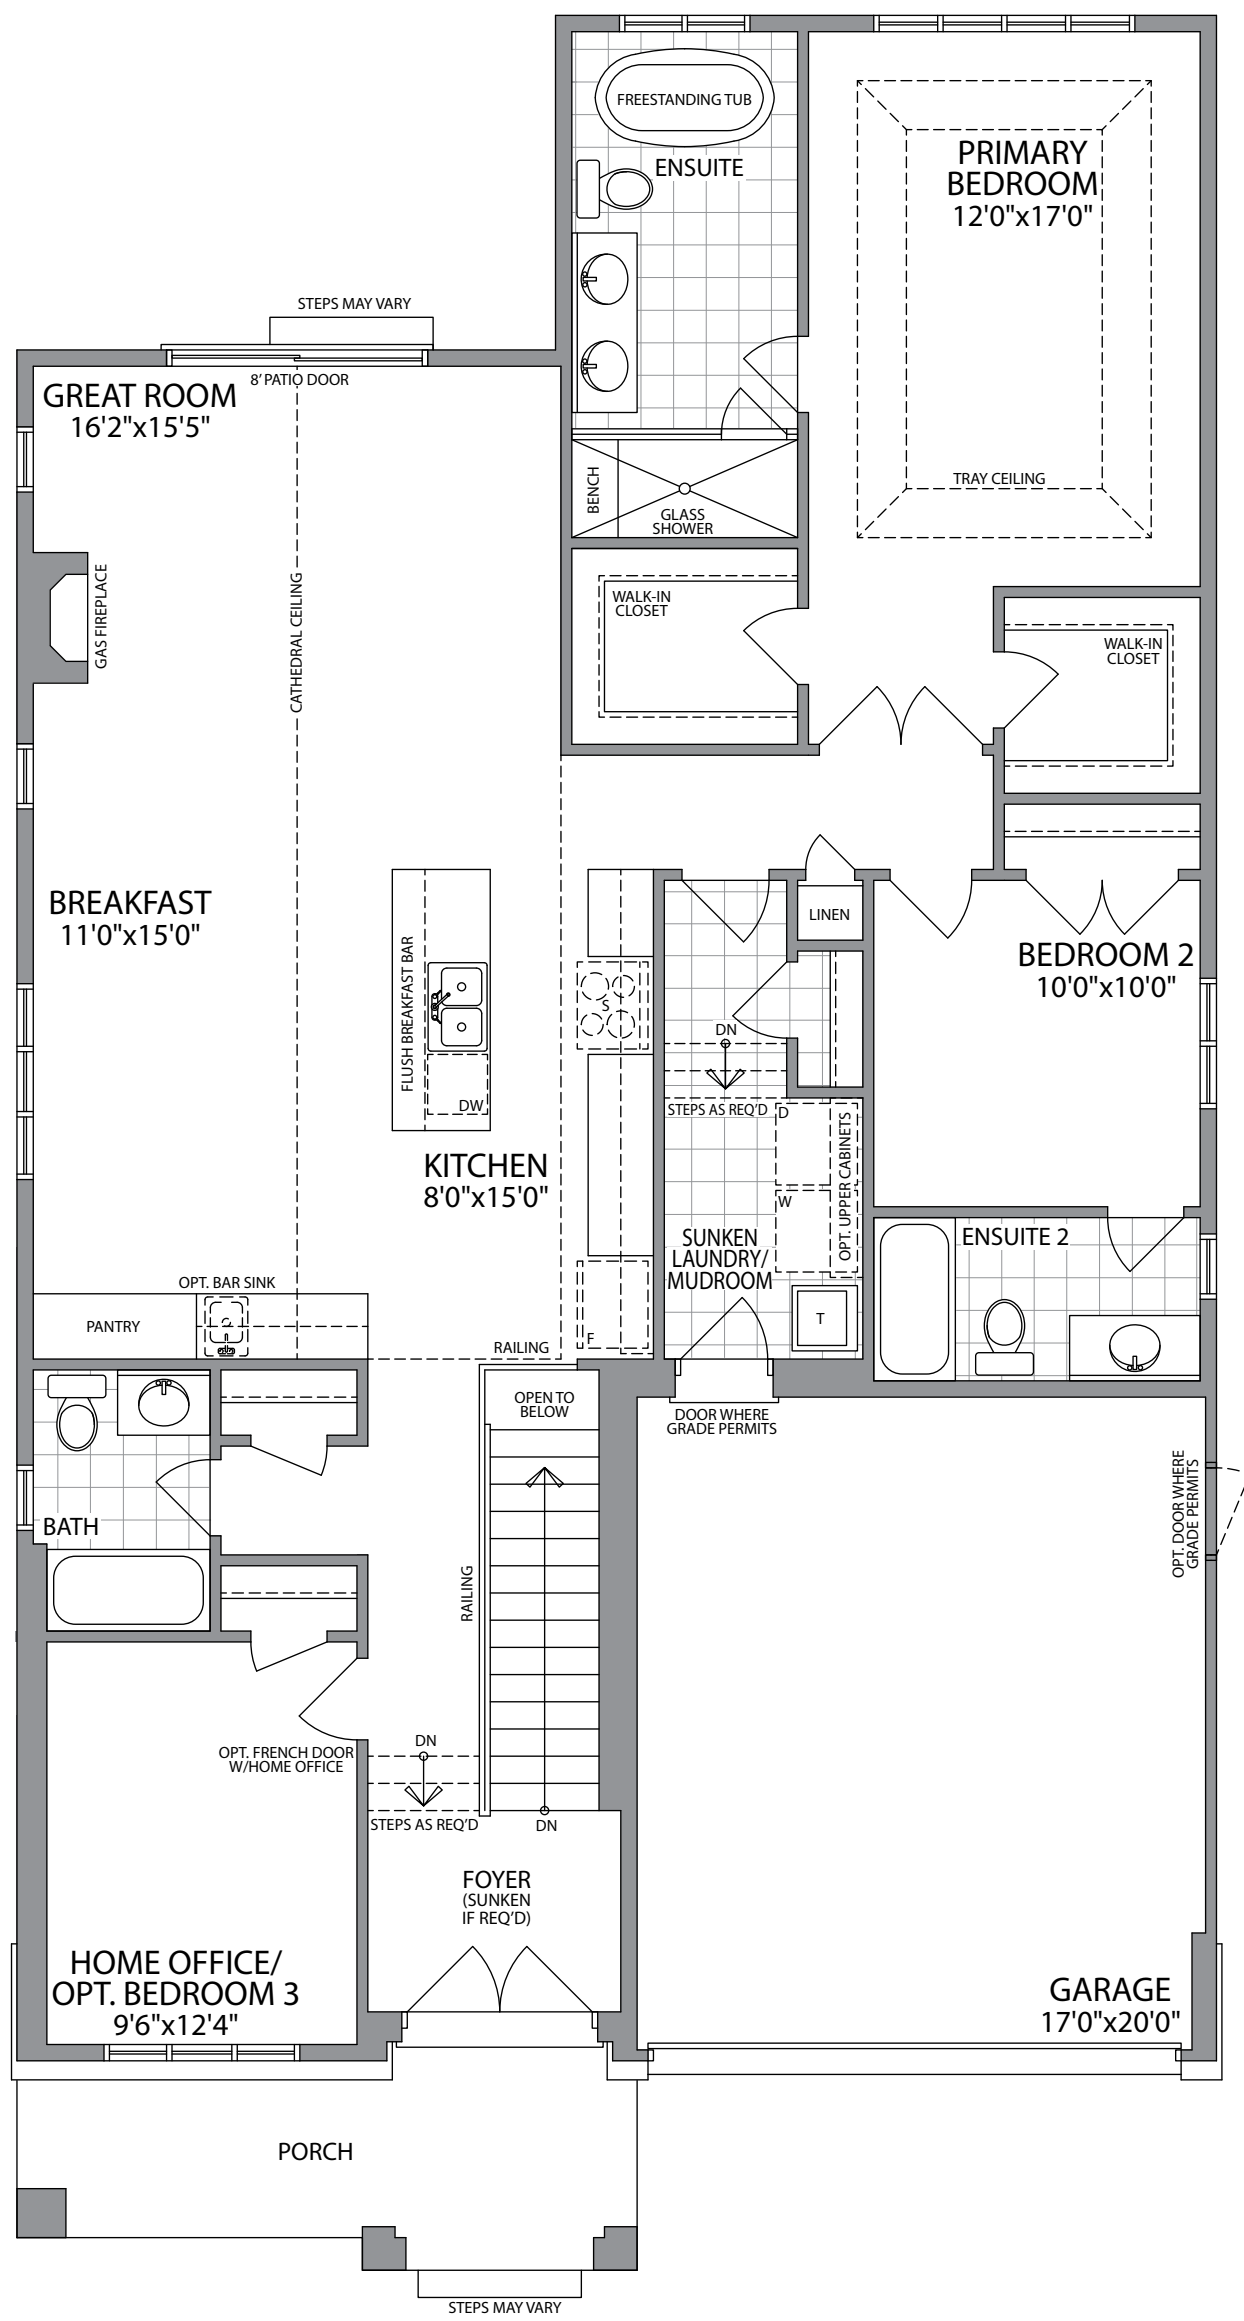 FREESTANDING TUB
ENSUITE
PRIMARY
BEDROOM
12'0"x17'0"
STEPS MAY VARY
8' PATIO DOOR
GREAT ROOM
16'2"x15'5"
BENCH
GLASS
SHOWER
TRAY CEILING
GAS FIREPLACE
CATHEDRAL CEILING
WALK-IN
CLOSET
WALK-IN
CLOSET
BREAKFAST
11'0"x15'0"
FLUSH BREAKFAST BAR
DW
S
LINEN
BEDROOM 2
10'0"x10'0"
DN
STEPS AS REQ'D
D
W
OPT. UPPER CABINETS
KITCHEN
8'0"x15'0"
SUNKEN
LAUNDRY/
MUDROOM
ENSUITE 2
OPT. BAR SINK
PANTRY
RAILING
F
T
OPEN TO
BELOW
DOOR WHERE
GRADE PERMITS
OPT. DOOR WHERE
GRADE PERMITS
BATH
RAILING
OPT. FRENCH DOOR
W/HOME OFFICE
DN
STEPS AS REQ'D
DN
FOYER
(SUNKEN
IF REQ'D)
HOME OFFICE/
OPT. BEDROOM 3
9'6"x12'4"
GARAGE
17'0"x20'0"
PORCH
STEPS MAY VARY